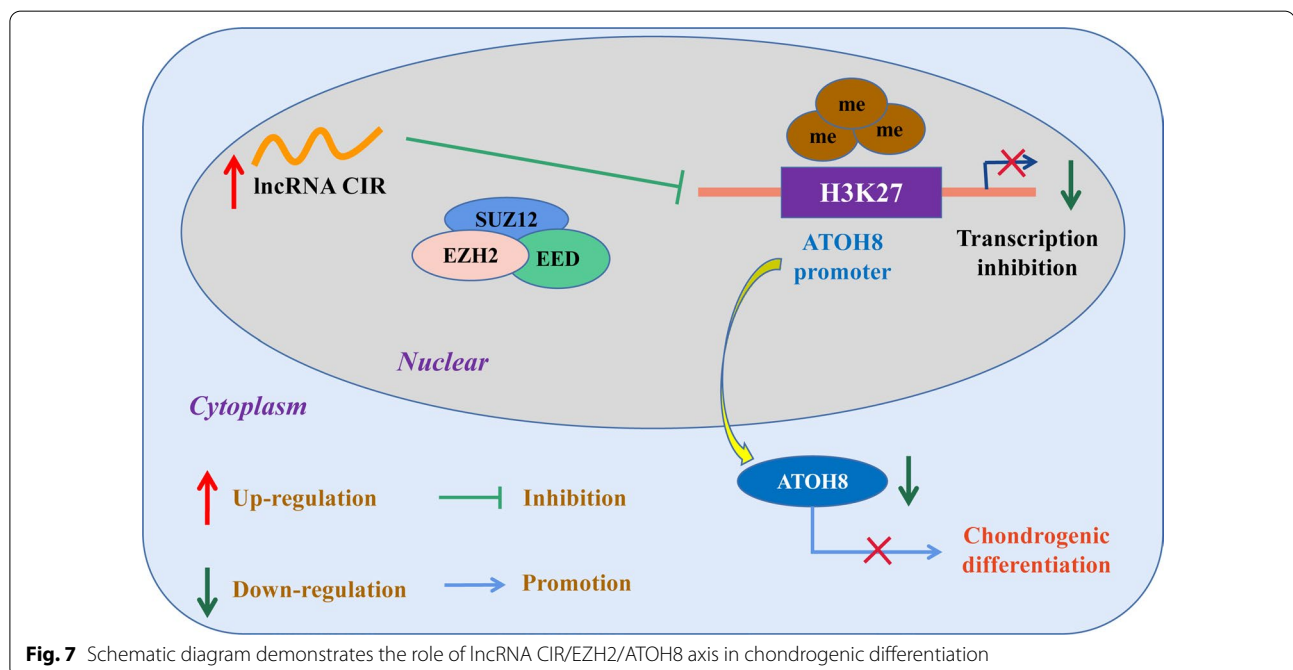 me
me
me
lncRNA CIR
H3K27
SUZ12
EZH2
EED
ATOH8
promoter
Transcription
inhibition
Nuclear
Cytoplasm
ATOH8
Up-regulation
Inhibition
Chondrogenic
differentiation
Down-regulation
Promotion
Fig. 7 Schematic diagram demonstrates the role of lncRNA CIR/EZH2/ATOH8 axis in chondrogenic differentiation